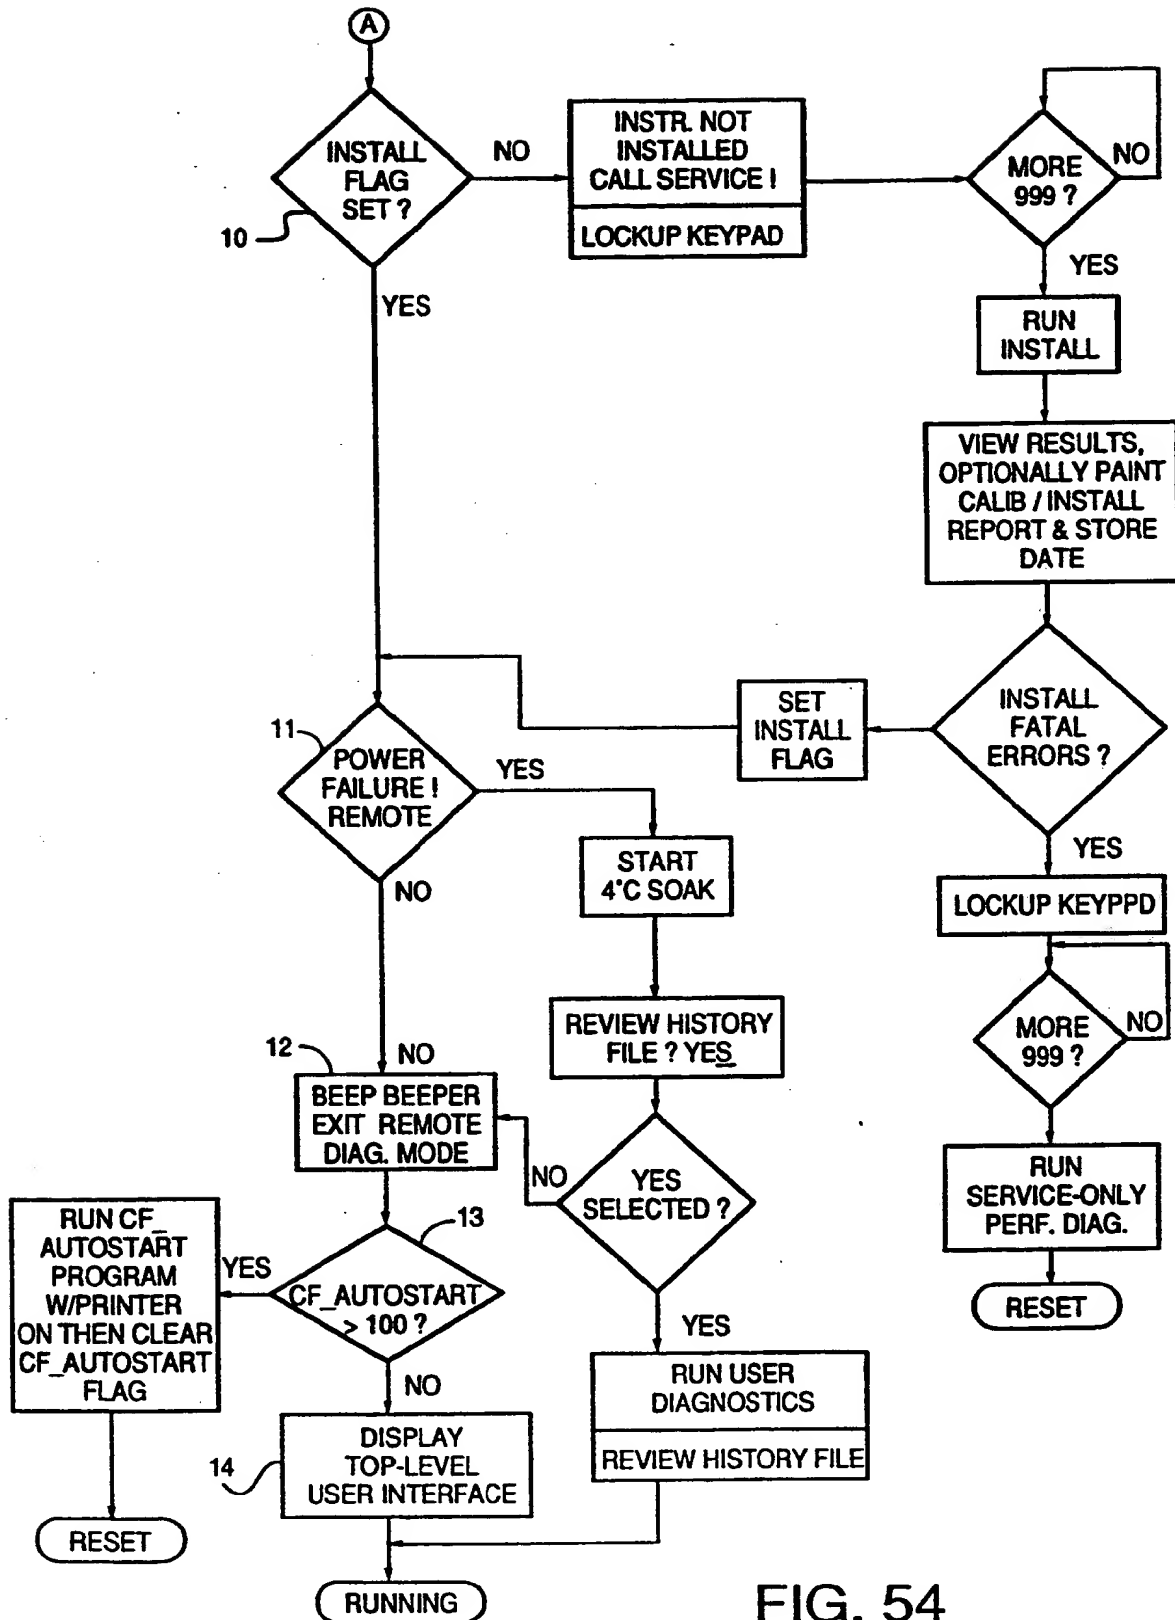 A
INSTALL
FLAG
SET ?
10
NO
INSTR. NOT
INSTALLED
CALL SERVICE !
LOCKUP KEYPAD
MORE
999 ?
NO
YES
RUN
INSTALL
VIEW RESULTS,
OPTIONALLY PAINT
CALIB / INSTALL
REPORT & STORE
DATE
INSTALL
FATAL
ERRORS ?
SET
INSTALL
FLAG
YES
LOCKUP KEYPPD
MORE
999 ?
NO
RUN
SERVICE-ONLY
PERF. DIAG.
RESET
YES
11
POWER
FAILURE !
REMOTE
YES
START
4°C SOAK
REVIEW HISTORY
FILE ? YES
YES
SELECTED ?
NO
YES
RUN USER
DIAGNOSTICS
REVIEW HISTORY FILE
NO
NO
12
BEEP BEEPER
EXIT REMOTE
DIAG. MODE
13
CF_AUTOSTART
> 100 ?
YES
RUN CF_
AUTOSTART
PROGRAM
W/PRINTER
ON THEN CLEAR
CF_AUTOSTART
FLAG
RESET
NO
14
DISPLAY
TOP-LEVEL
USER INTERFACE
RUNNING
FIG. 54